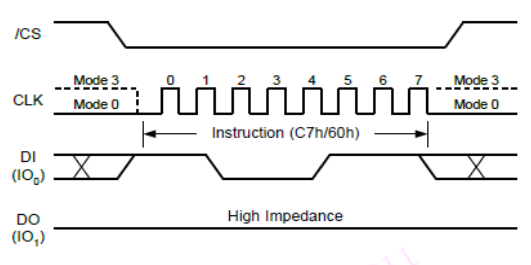 /CS
Mode 3 0 1 2 3 4 5 6 7 Mode 3
CLK Mode 0 Mode 0
Instruction (C7h/60h)
DI
(IO₀)
High Impedance
DO
(IO₁)